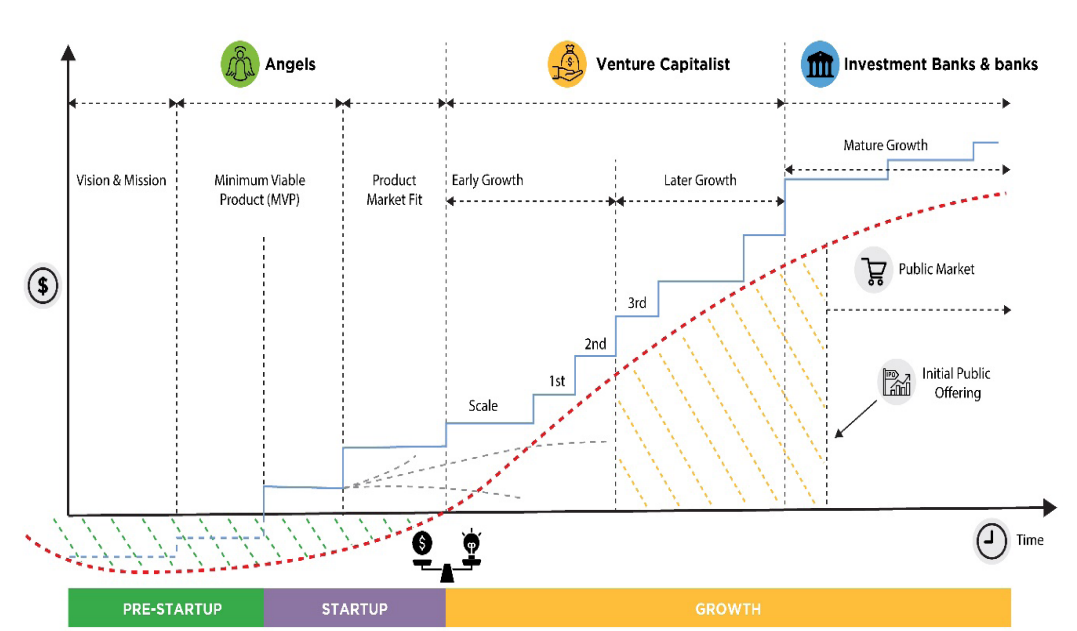 Angels
Venture Capitalist
Investment Banks & banks
Vision & Mission
Minimum Viable
Product (MVP)
Product
Market Fit
Early Growth
Later Growth
Mature Growth
$
Public Market
3rd
2nd
1st
Scale
IPO
Initial Public
Offering
$
Time
PRE-STARTUP
STARTUP
GROWTH